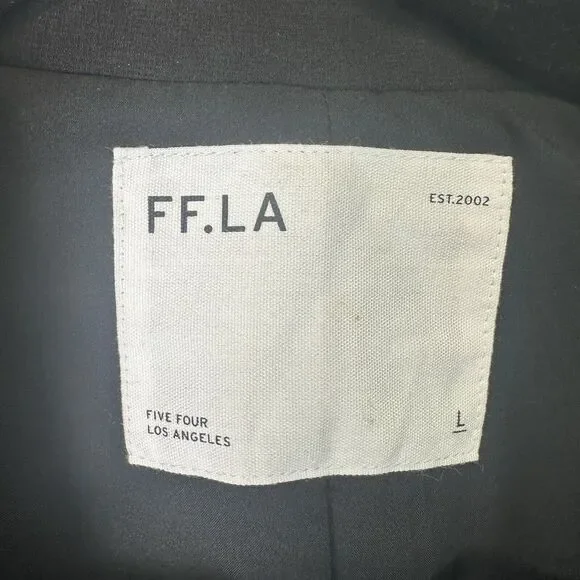 FF.LA
EST.2002
FIVE FOUR
LOS ANGELES
L